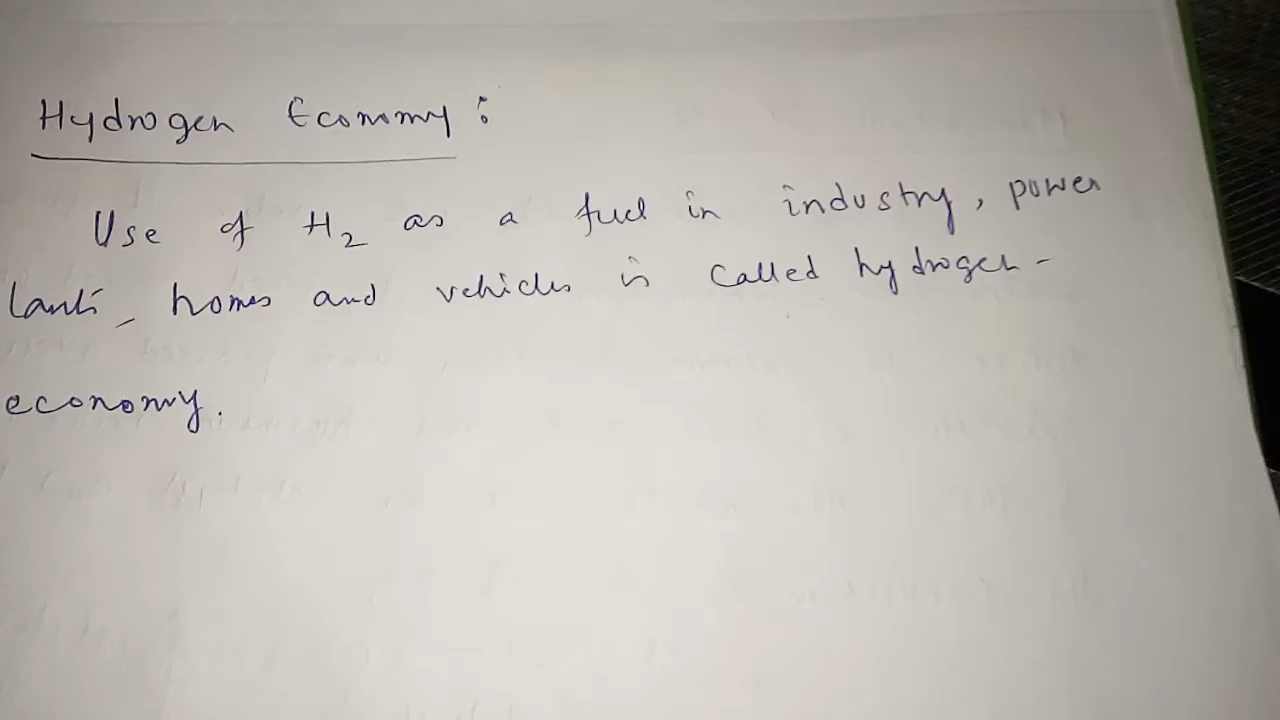 Hydrogen Economy:
Use of H₂ as a fuel in industry, power
lants, homes and vehicles is called hydrogen-
economy.